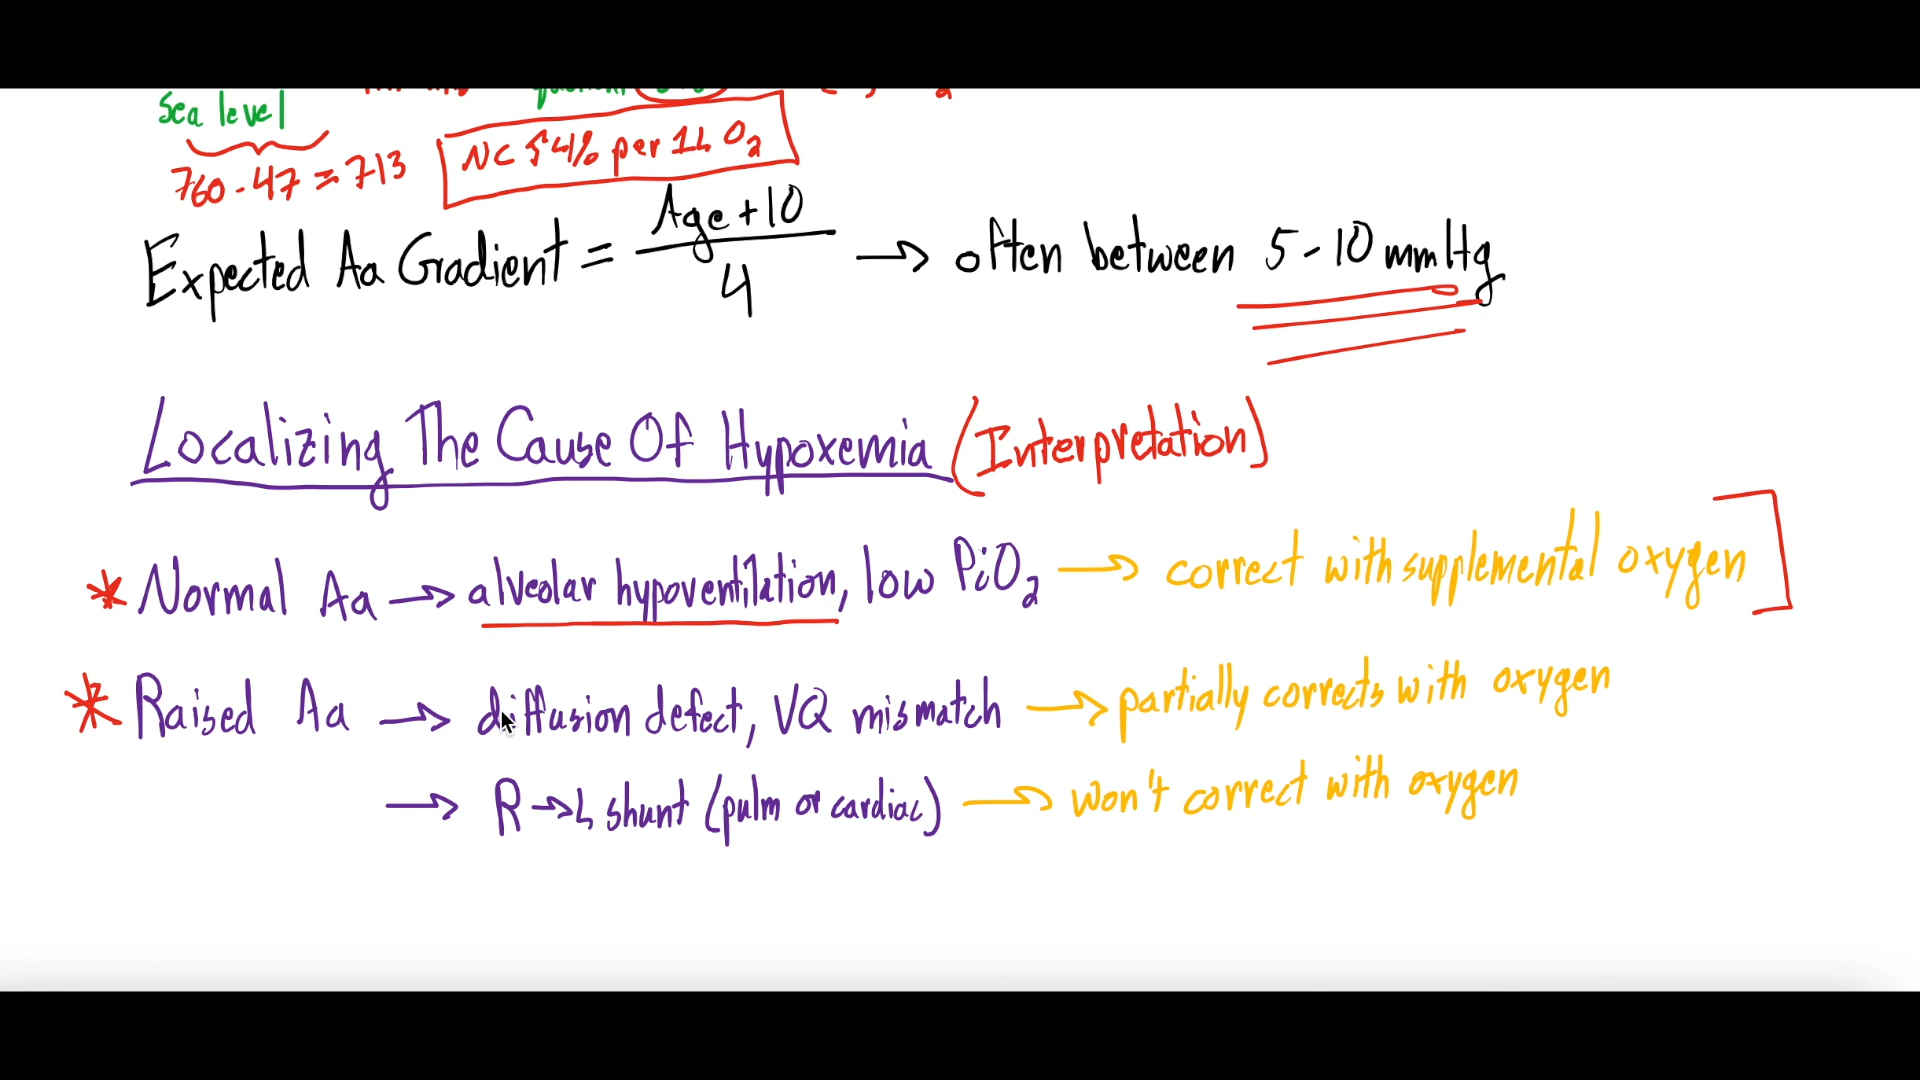 Sea level
760 - 47 = 713
NC 5 4% per 1L O2
Expected Aa Gradient = Age + 10 / 4 → often between 5 - 10 mmHg
Localizing The Cause Of Hypoxemia (Interpretation)
* Normal Aa → alveolar hypoventilation, low PiO2 → correct with supplemental oxygen
* Raised Aa → diffusion defect, VQ mismatch → partially corrects with oxygen
→ R → L shunt (pulm or cardiac) → won't correct with oxygen